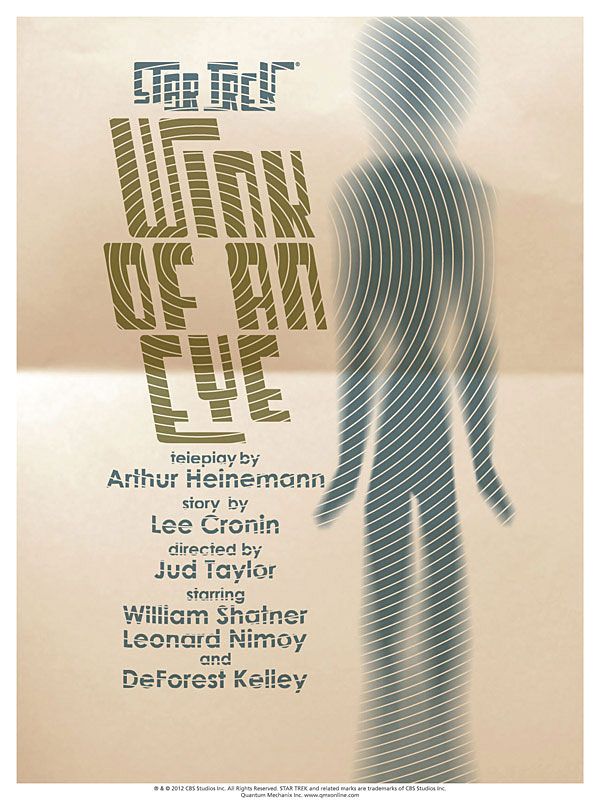 STAR TREK®
WINK
OF AN
EYE
teleplay by
Arthur Heinemann
story by
Lee Cronin
directed by
Jud Taylor
starring
William Shatner
Leonard Nimoy
and
DeForest Kelley
® & © 2012 CBS Studios Inc. All Rights Reserved. STAR TREK and related marks are trademarks of CBS Studios Inc.
Quantum Mechanix Inc. www.qmxonline.com